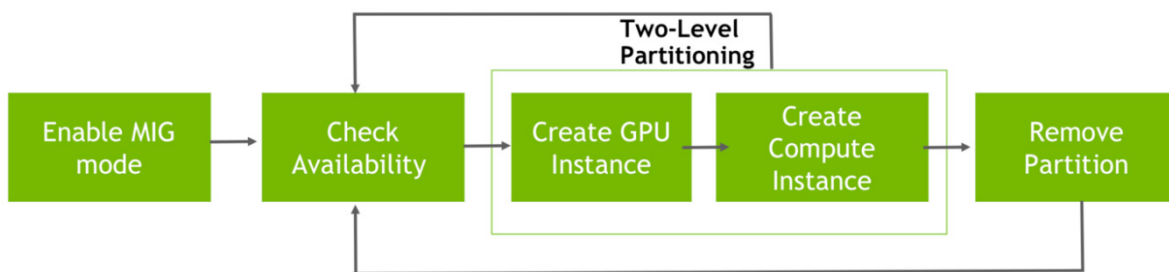 Two-Level
Partitioning
Enable MIG
mode
Check
Availability
Create GPU
Instance
Create
Compute
Instance
Remove
Partition